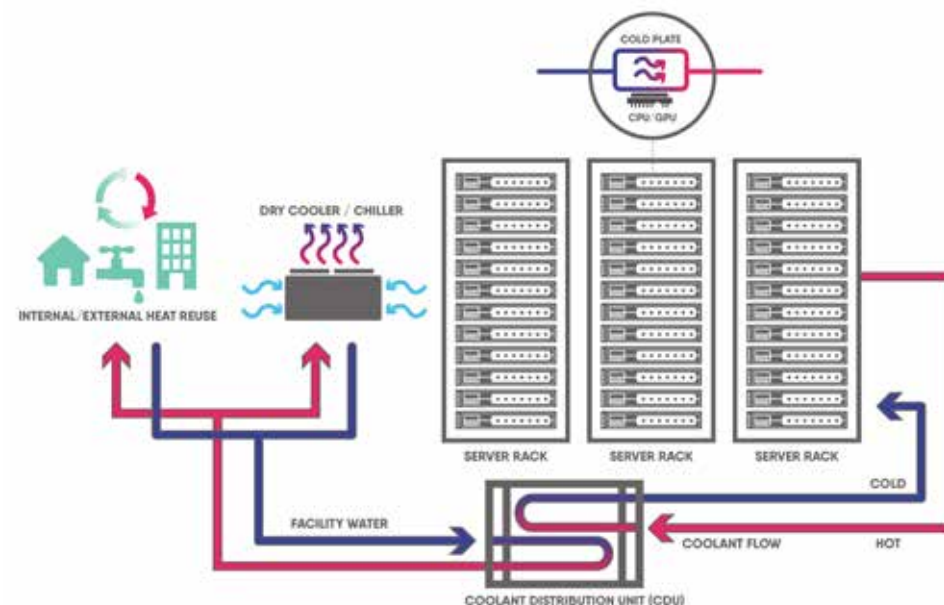 COLD PLATE
CPU/GPU
DRY COOLER / CHILLER
INTERNAL/EXTERNAL HEAT REUSE
SERVER RACK
SERVER RACK
SERVER RACK
COLD
FACILITY WATER
COOLANT FLOW
HOT
COOLANT DISTRIBUTION UNIT (CDU)